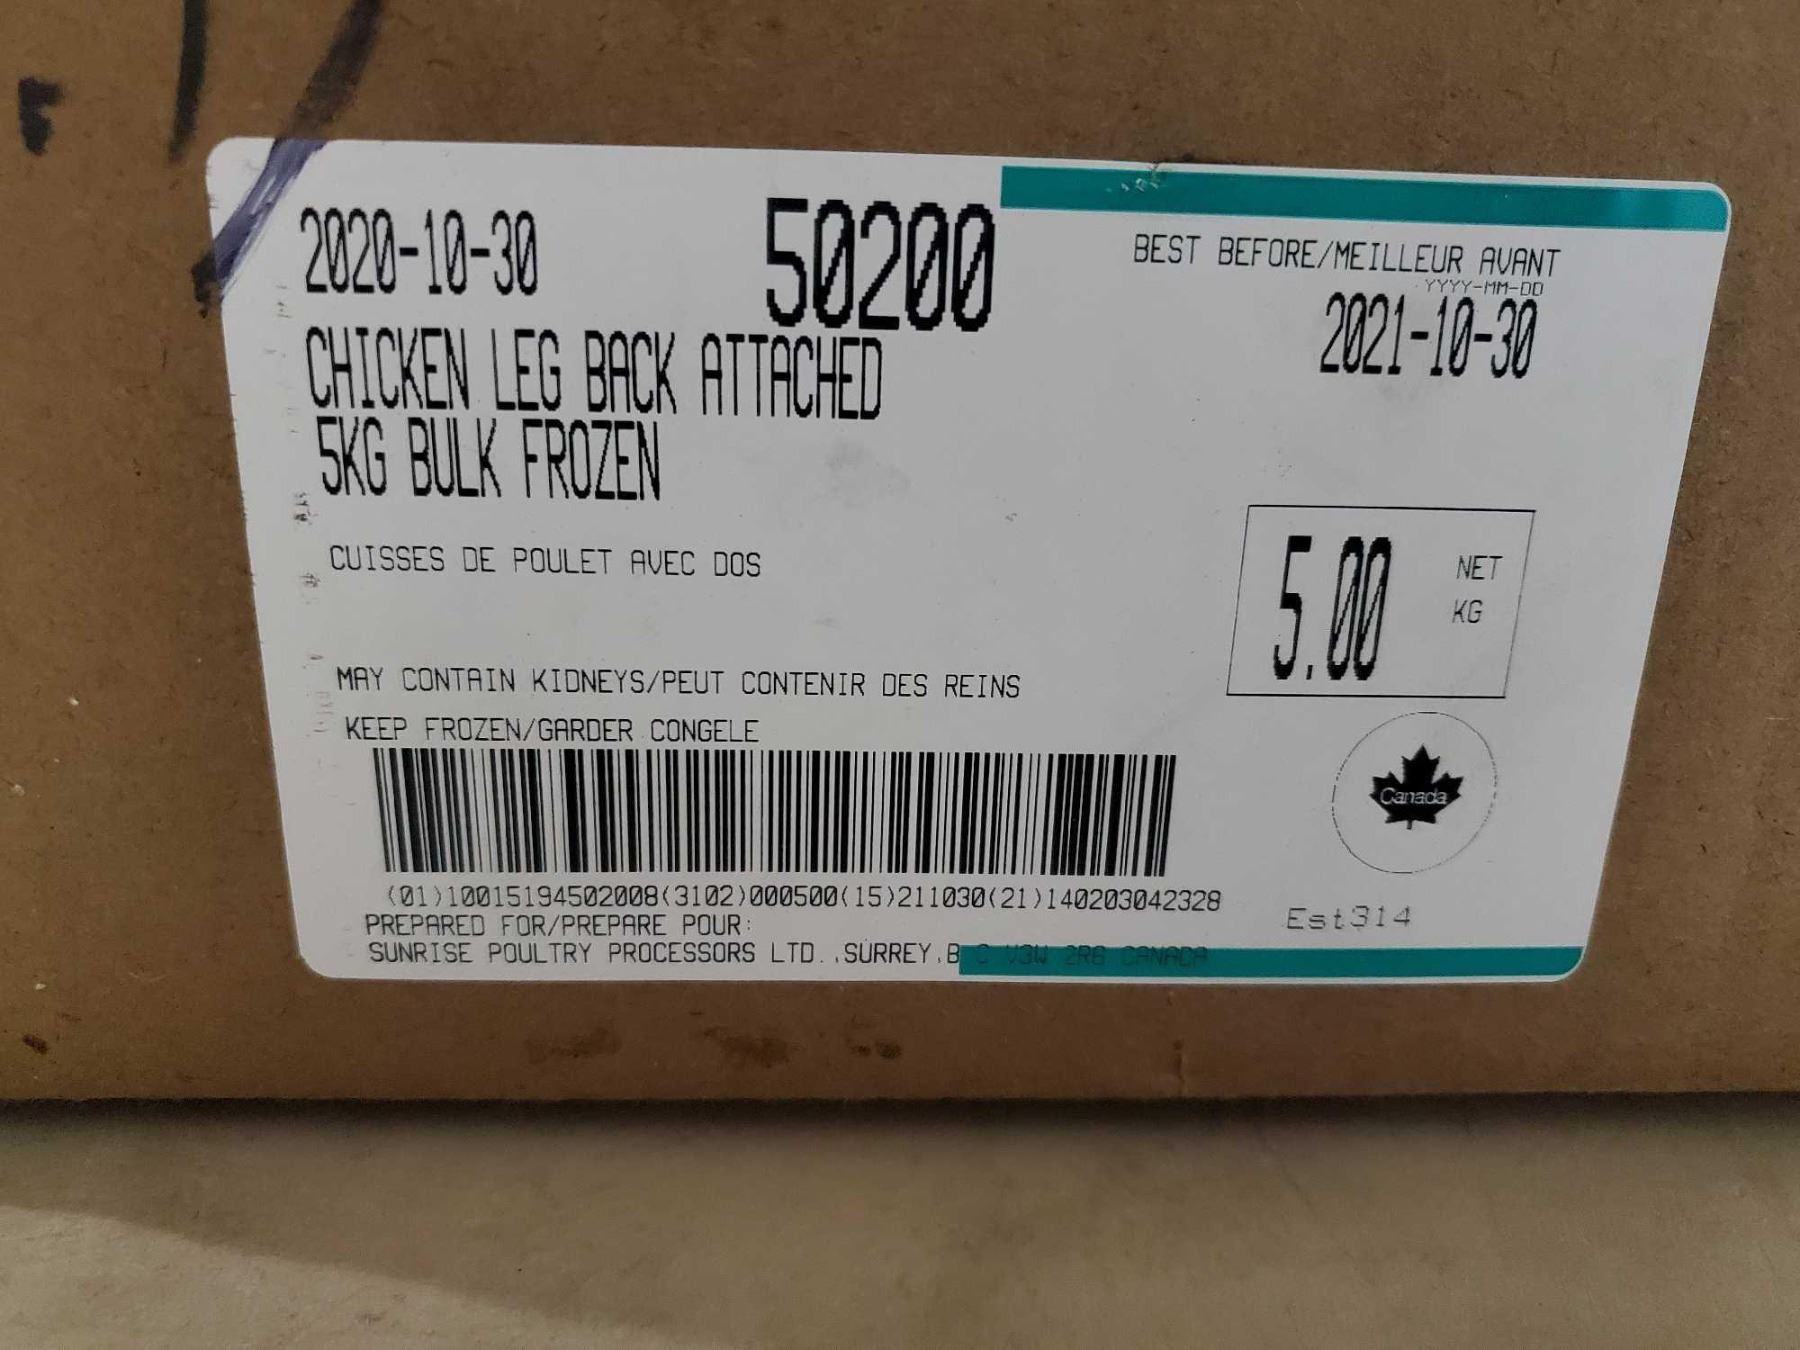 2020-10-30 50200
BEST BEFORE/MEILLEUR AVANT
YYYY-MM-DD
2021-10-30
CHICKEN LEG BACK ATTACHED
5KG BULK FROZEN
CUISSES DE POULET AVEC DOS
5.00 NET
KG
MAY CONTAIN KIDNEYS/PEUT CONTENIR DES REINS
KEEP FROZEN/GARDER CONGELE
Canada
(01)10015194502008(3102)000500(15)211030(21)140203042328
Est314
PREPARED FOR/PREPARE POUR:
SUNRISE POULTRY PROCESSORS LTD.,SURREY,B C V3W 2R6 CANADA